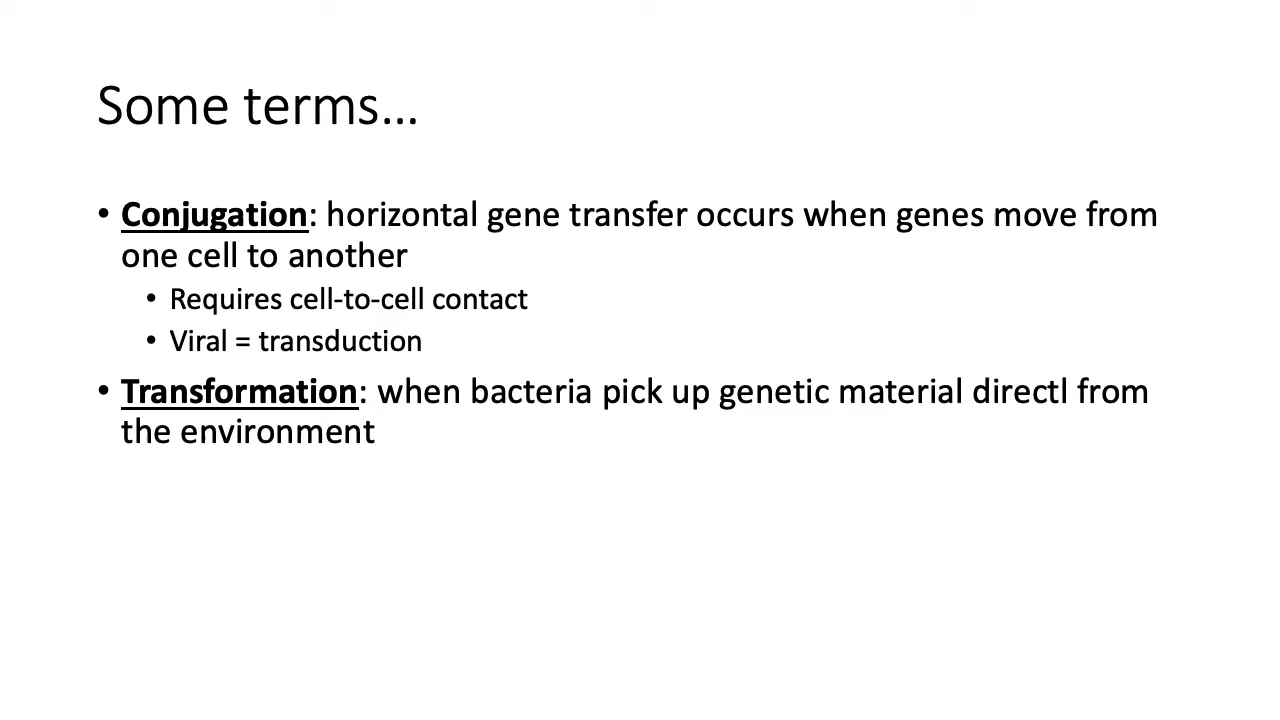 Some terms...
• Conjugation: horizontal gene transfer occurs when genes move from
one cell to another
• Requires cell-to-cell contact
• Viral = transduction
• Transformation: when bacteria pick up genetic material directl from
the environment